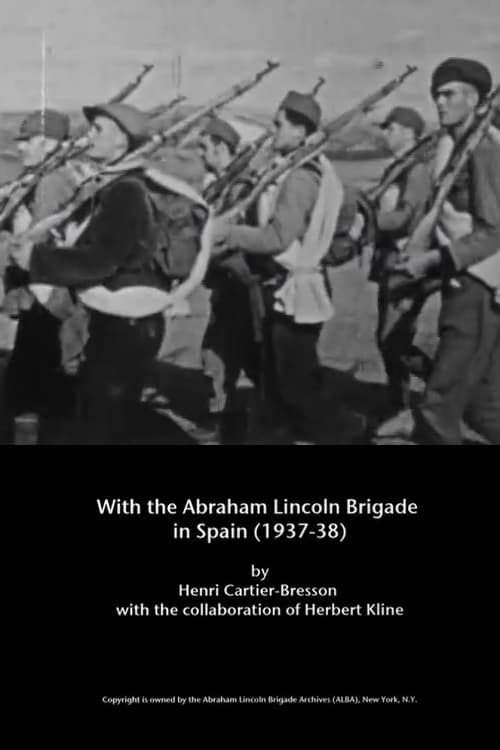 With the Abraham Lincoln Brigade
in Spain (1937-38)
by
Henri Cartier-Bresson
with the collaboration of Herbert Kline
Copyright is owned by the Abraham Lincoln Brigade Archives (ALBA), New York, N.Y.